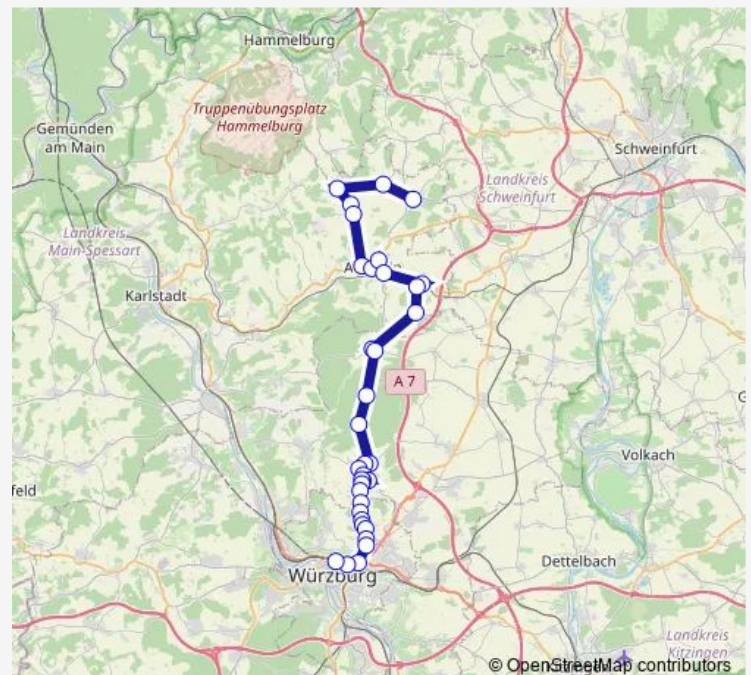 Hammelburg
Truppenübungsplatz
Hammelburg
Gemünden
am Main
Schweinfurt
Landkreis
Schweinfurt
Landkreis
Main-Spessart
Karlstadt
A 7
Volkach
feld
Dettelbach
Würzburg
Landkreis
Kitzingen
© OpenStreetMap contributors